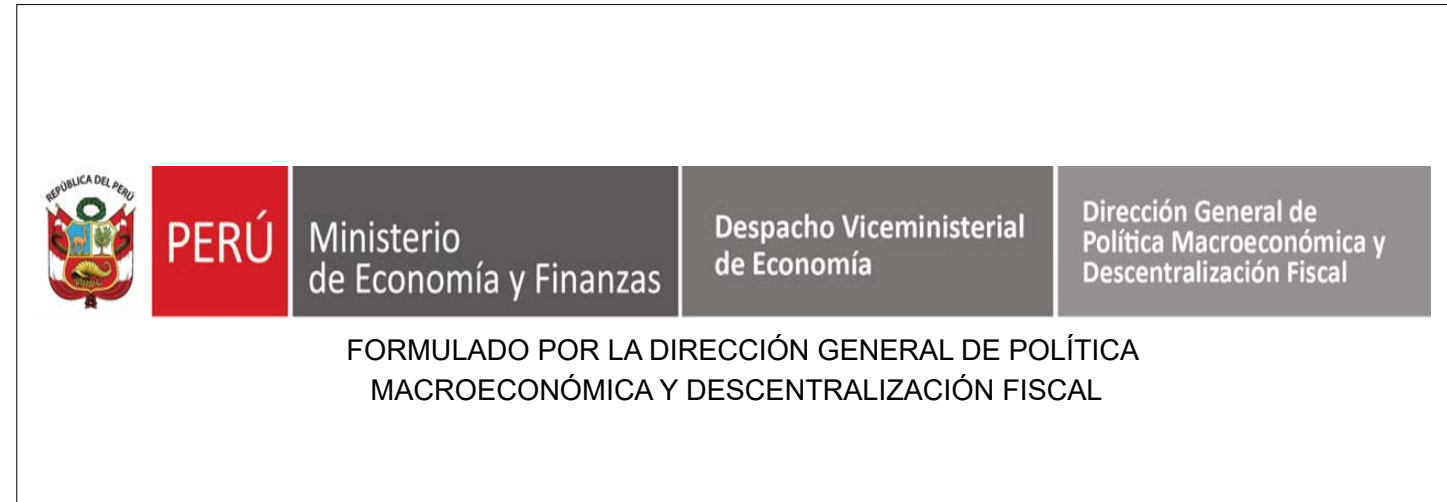 REPÚBLICA DEL PERÚ
PERÚ
Ministerio
de Economía y Finanzas
Despacho Viceministerial
de Economía
Dirección General de
Política Macroeconómica y
Descentralización Fiscal
FORMULADO POR LA DIRECCIÓN GENERAL DE POLÍTICA
MACROECONÓMICA Y DESCENTRALIZACIÓN FISCAL